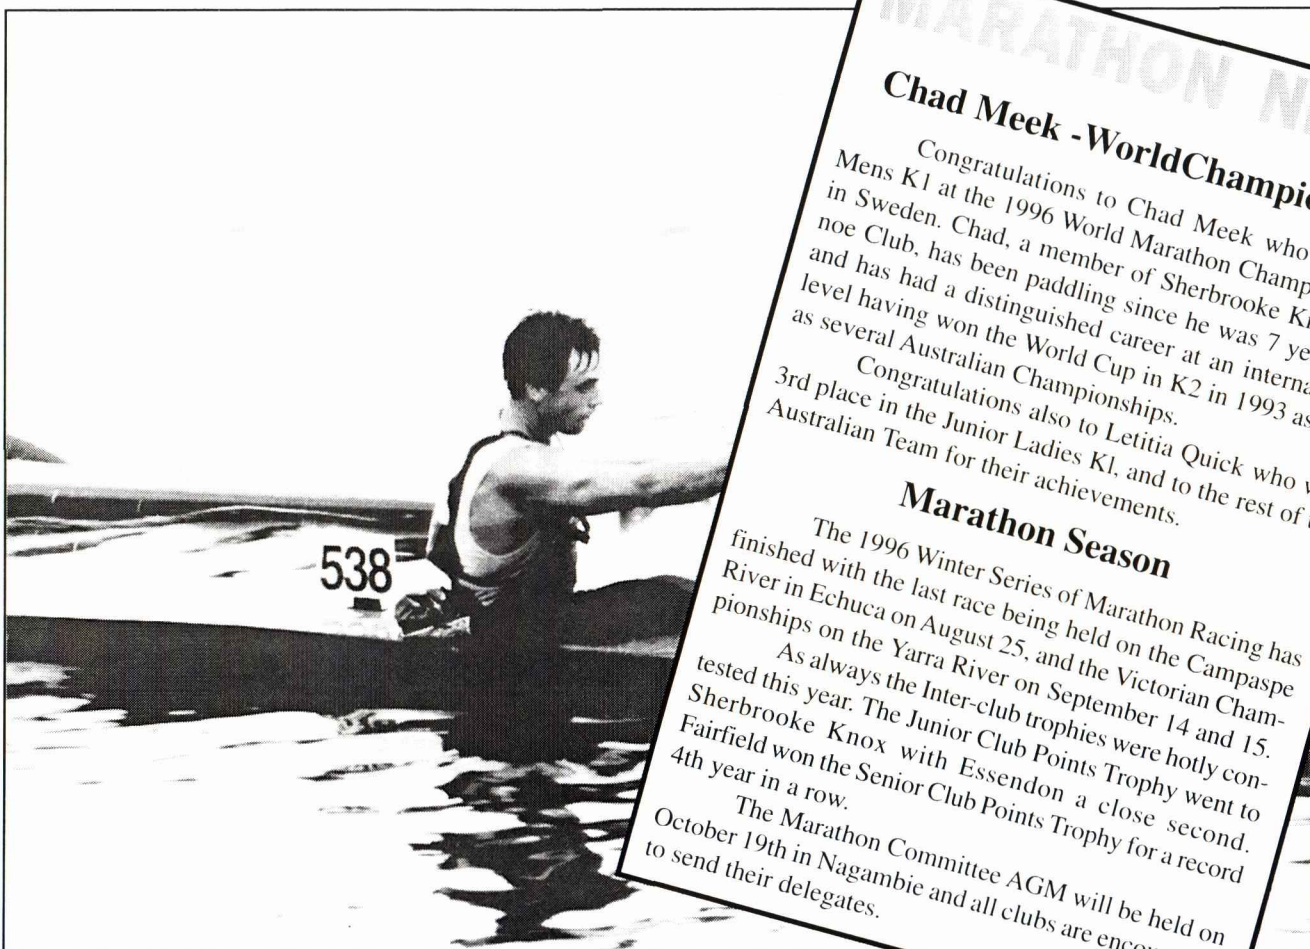 MARATHON
Chad Meek -WorldChampio
Congratulations to Chad Meek who
Mens K1 at the 1996 World Marathon Champ
in Sweden. Chad, a member of Sherbrooke K
noe Club, has been paddling since he was 7 ye
and has had a distinguished career at an interna
level having won the World Cup in K2 in 1993 as
as several Australian Championships.
Congratulations also to Letitia Quick who
3rd place in the Junior Ladies K1, and to the rest of
Australian Team for their achievements.
Marathon Season
The 1996 Winter Series of Marathon Racing has
finished with the last race being held on the Campaspe
River in Echuca on August 25, and the Victorian Cham-
pionships on the Yarra River on September 14 and 15.
As always the Inter-club trophies were hotly con-
tested this year. The Junior Club Points Trophy went to
Sherbrooke Knox with Essendon a close second.
Fairfield won the Senior Club Points Trophy for a record
4th year in a row.
The Marathon Committee AGM will be held on
October 19th in Nagambie and all clubs are enco
to send their delegates.
538